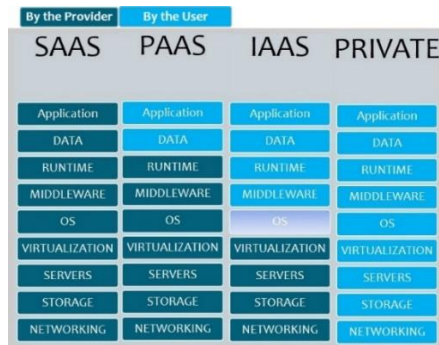 By the Provider By the User
SAAS PAAS IAAS PRIVATE
Application Application Application Application
DATA DATA DATA DATA
RUNTIME RUNTIME RUNTIME RUNTIME
MIDDLEWARE MIDDLEWARE MIDDLEWARE MIDDLEWARE
OS OS OS OS
VIRTUALIZATION VIRTUALIZATION VIRTUALIZATION VIRTUALIZATION
SERVERS SERVERS SERVERS SERVERS
STORAGE STORAGE STORAGE STORAGE
NETWORKING NETWORKING NETWORKING NETWORKING